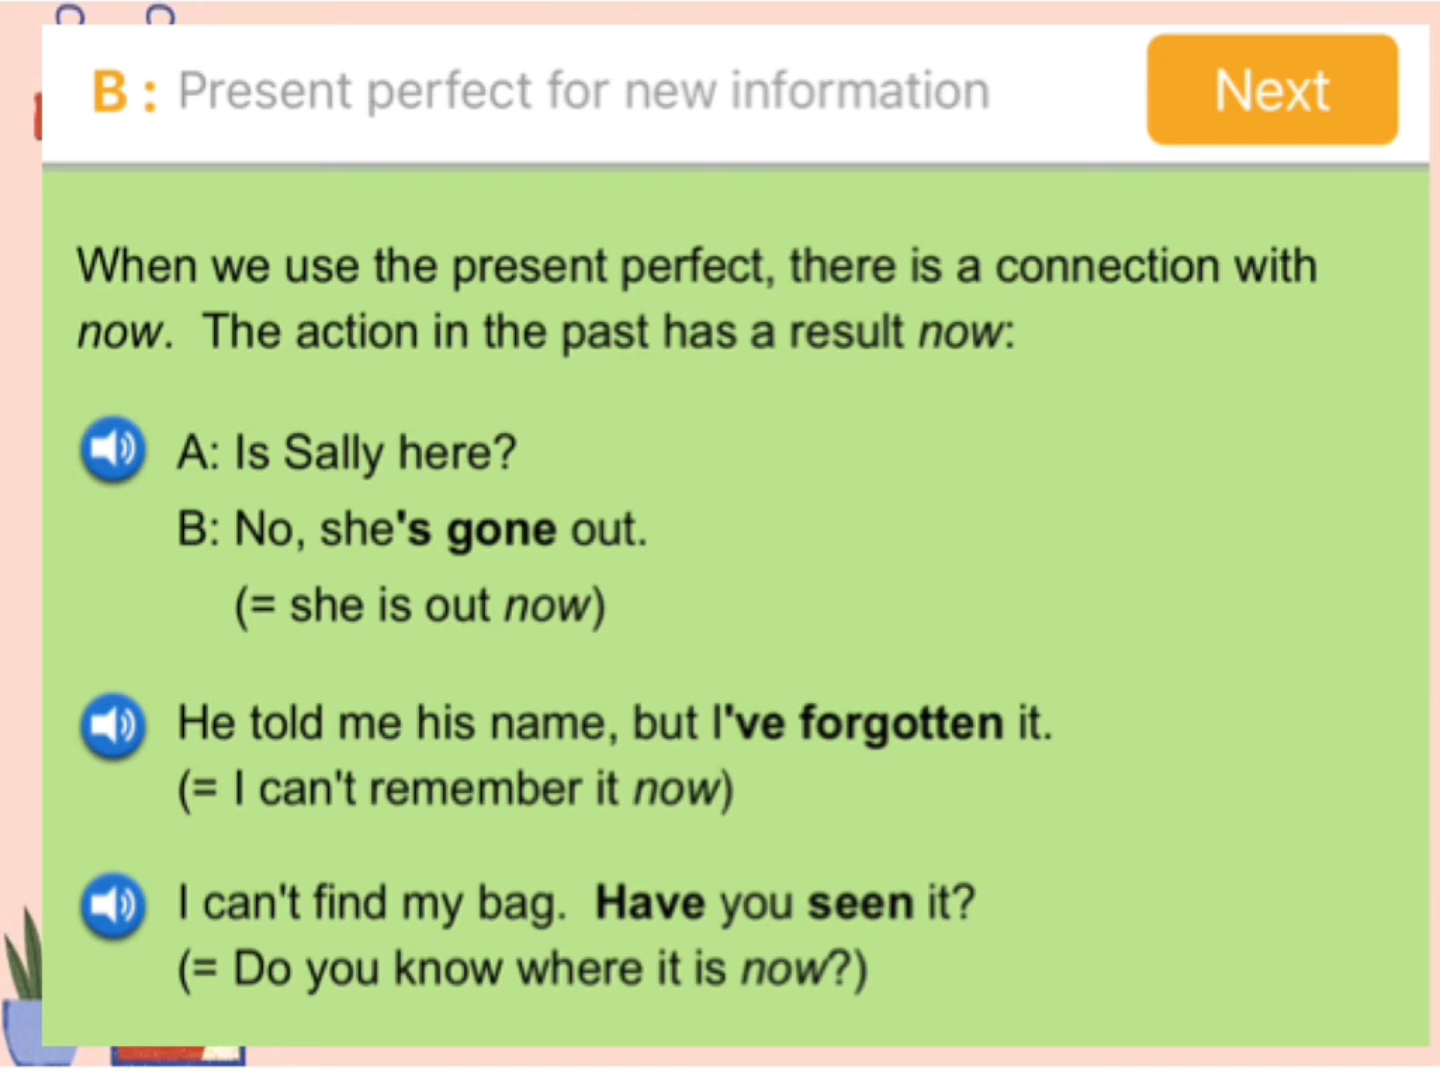 B : Present perfect for new information
Next
When we use the present perfect, there is a connection with
now. The action in the past has a result now:
A: Is Sally here?
B: No, she's gone out.
(= she is out now)
He told me his name, but I've forgotten it.
(= I can't remember it now)
I can't find my bag. Have you seen it?
(= Do you know where it is now?)